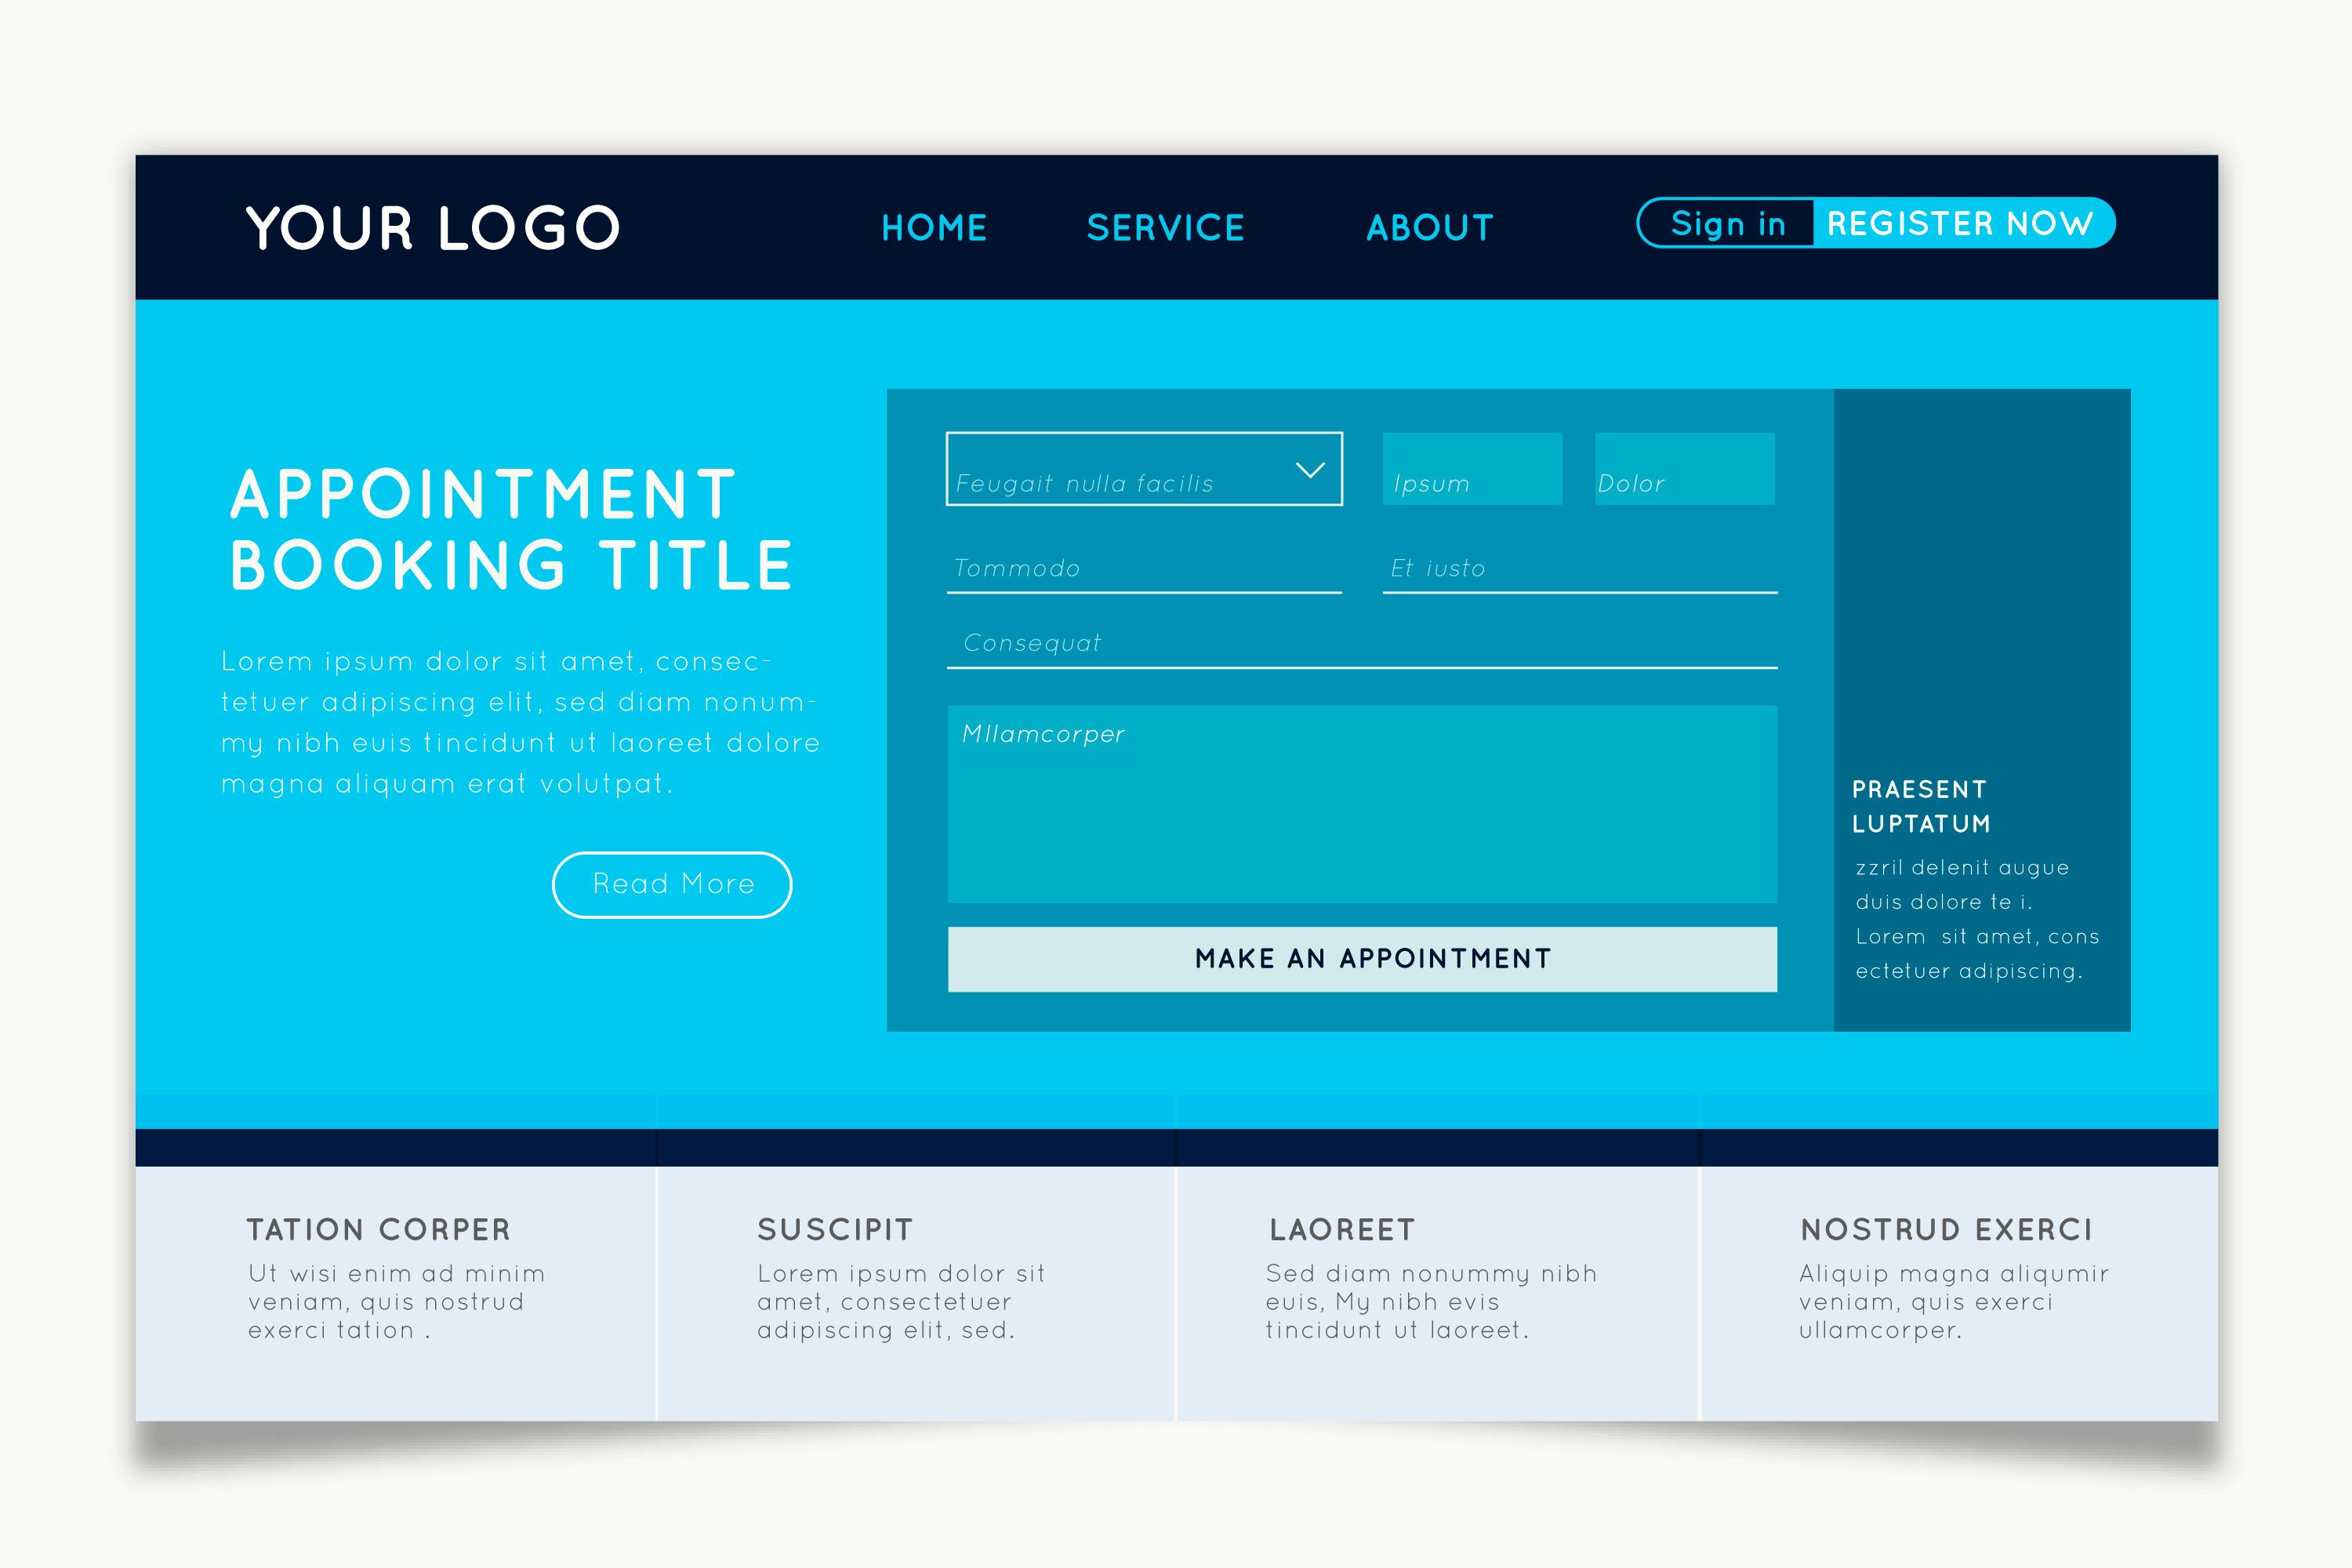 YOUR LOGO
HOME SERVICE ABOUT Sign in REGISTER NOW
APPOINTMENT
BOOKING TITLE
Lorem ipsum dolor sit amet, consec-
tetuer adipiscing elit, sed diam nonum-
my nibh euis tincidunt ut laoreet dolore
magna aliquam erat volutpat.
Read More
Feugait nulla facilis Ipsum Dolor
Tommodo Et iusto
Consequat
Mllamcorper
MAKE AN APPOINTMENT
PRAESENT
LUPTATUM
zzril delenit augue
duis dolore te i.
Lorem sit amet, cons
ectetuer adipiscing.
TATION CORPER
Ut wisi enim ad minim
veniam, quis nostrud
exerci tation .
SUSCIPIT
Lorem ipsum dolor sit
amet, consectetuer
adipiscing elit, sed.
LAOREET
Sed diam nonummy nibh
euis, My nibh evis
tincidunt ut laoreet.
NOSTRUD EXERCI
Aliquip magna aliqumir
veniam, quis exerci
ullamcorper.